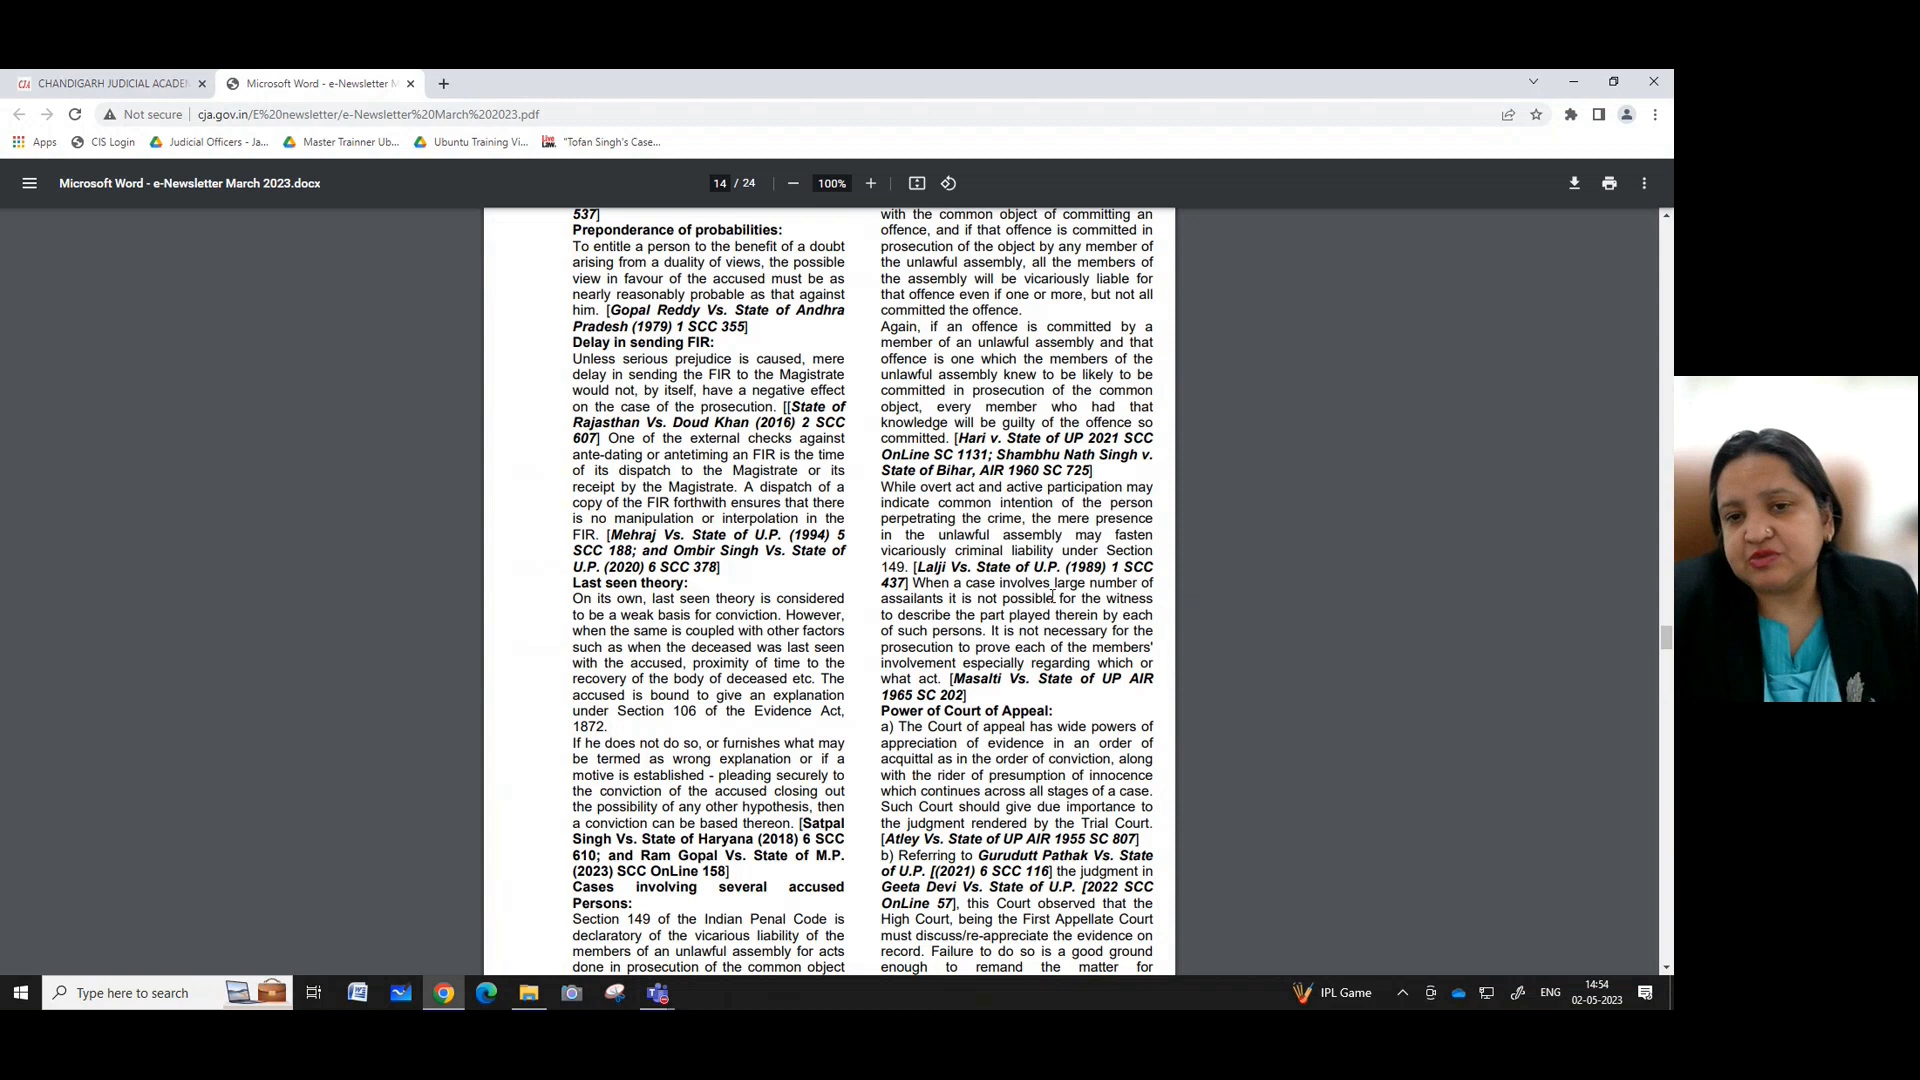 CHANDIGARH JUDICIAL ACADEM
Microsoft Word - e-Newsletter M
Not secure
cja.gov.in/E%20newsletter/e-Newsletter%20March%202023.pdf
Apps
CIS Login
Judicial Officers - Ja...
Master Trainner Ub...
Ubuntu Training Vi...
Live Law.
"Tofan Singh's Case...
Microsoft Word - e-Newsletter March 2023.docx
14 / 24
100%
537]
Preponderance of probabilities:
To entitle a person to the benefit of a doubt
arising from a duality of views, the possible
view in favour of the accused must be as
nearly reasonably probable as that against
him. [Gopal Reddy Vs. State of Andhra
Pradesh (1979) 1 SCC 355]
Delay in sending FIR:
Unless serious prejudice is caused, mere
delay in sending the FIR to the Magistrate
would not, by itself, have a negative effect
on the case of the prosecution. [[State of
Rajasthan Vs. Doud Khan (2016) 2 SCC
607] One of the external checks against
ante-dating or antetiming an FIR is the time
of its dispatch to the Magistrate or its
receipt by the Magistrate. A dispatch of a
copy of the FIR forthwith ensures that there
is no manipulation or interpolation in the
FIR. [Mehraj Vs. State of U.P. (1994) 5
SCC 188; and Ombir Singh Vs. State of
U.P. (2020) 6 SCC 378]
Last seen theory:
On its own, last seen theory is considered
to be a weak basis for conviction. However,
when the same is coupled with other factors
such as when the deceased was last seen
with the accused, proximity of time to the
recovery of the body of deceased etc. The
accused is bound to give an explanation
under Section 106 of the Evidence Act,
1872.
If he does not do so, or furnishes what may
be termed as wrong explanation or if a
motive is established - pleading securely to
the conviction of the accused closing out
the possibility of any other hypothesis, then
a conviction can be based thereon. [Satpal
Singh Vs. State of Haryana (2018) 6 SCC
610; and Ram Gopal Vs. State of M.P.
(2023) SCC OnLine 158]
Cases involving several accused
Persons:
Section 149 of the Indian Penal Code is
declaratory of the vicarious liability of the
members of an unlawful assembly for acts
done in prosecution of the common object
with the common object of committing an
offence, and if that offence is committed in
prosecution of the object by any member of
the unlawful assembly, all the members of
the assembly will be vicariously liable for
that offence even if one or more, but not all
committed the offence.
Again, if an offence is committed by a
member of an unlawful assembly and that
offence is one which the members of the
unlawful assembly knew to be likely to be
committed in prosecution of the common
object, every member who had that
knowledge will be guilty of the offence so
committed. [Hari v. State of UP 2021 SCC
OnLine SC 1131; Shambhu Nath Singh v.
State of Bihar, AIR 1960 SC 725]
While overt act and active participation may
indicate common intention of the person
perpetrating the crime, the mere presence
in the unlawful assembly may fasten
vicariously criminal liability under Section
149. [Lalji Vs. State of U.P. (1989) 1 SCC
437] When a case involves large number of
assailants it is not possible for the witness
to describe the part played therein by each
of such persons. It is not necessary for the
prosecution to prove each of the members'
involvement especially regarding which or
what act. [Masalti Vs. State of UP AIR
1965 SC 202]
Power of Court of Appeal:
a) The Court of appeal has wide powers of
appreciation of evidence in an order of
acquittal as in the order of conviction, along
with the rider of presumption of innocence
which continues across all stages of a case.
Such Court should give due importance to
the judgment rendered by the Trial Court.
[Atley Vs. State of UP AIR 1955 SC 807]
b) Referring to Gurudutt Pathak Vs. State
of U.P. [(2021) 6 SCC 116] the judgment in
Geeta Devi Vs. State of U.P. [2022 SCC
OnLine 57], this Court observed that the
High Court, being the First Appellate Court
must discuss/re-appreciate the evidence on
record. Failure to do so is a good ground
enough to remand the matter for
Type here to search
IPL Game
ENG
14:54
02-05-2023